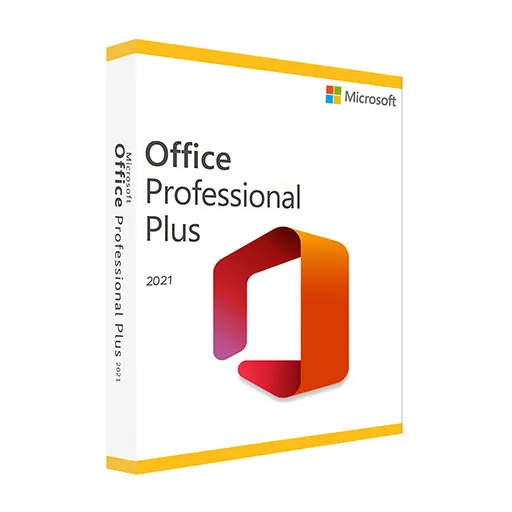 Microsoft
Office
Professional
Plus
2021
Microsoft
Office Professional Plus 2021